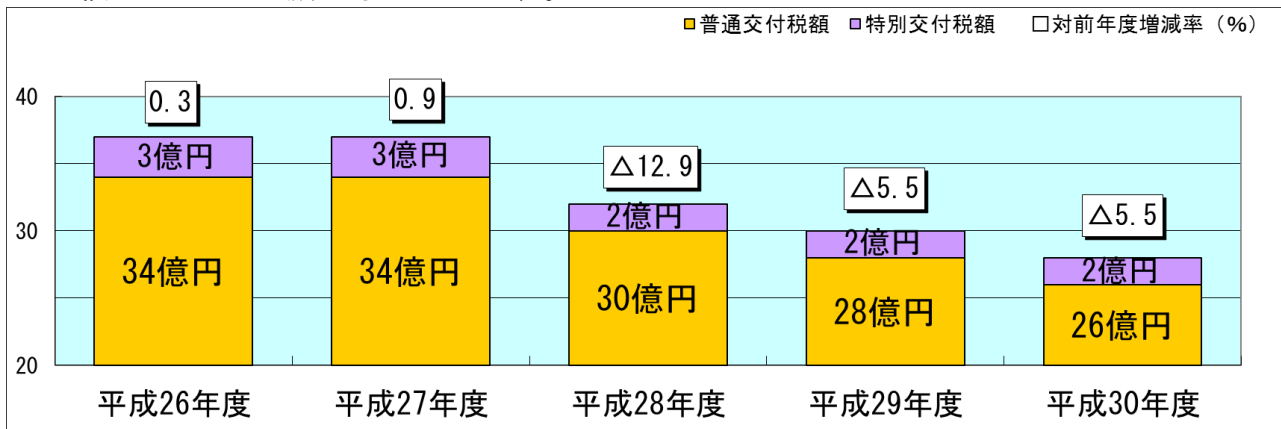 ■普通交付税額 ■特別交付税額 □対前年度増減率（%）
40
30
20
0.3
0.9
△12.9
△5.5
△5.5
3億円
3億円
2億円
2億円
2億円
34億円
34億円
30億円
28億円
26億円
平成26年度 平成27年度 平成28年度 平成29年度 平成30年度